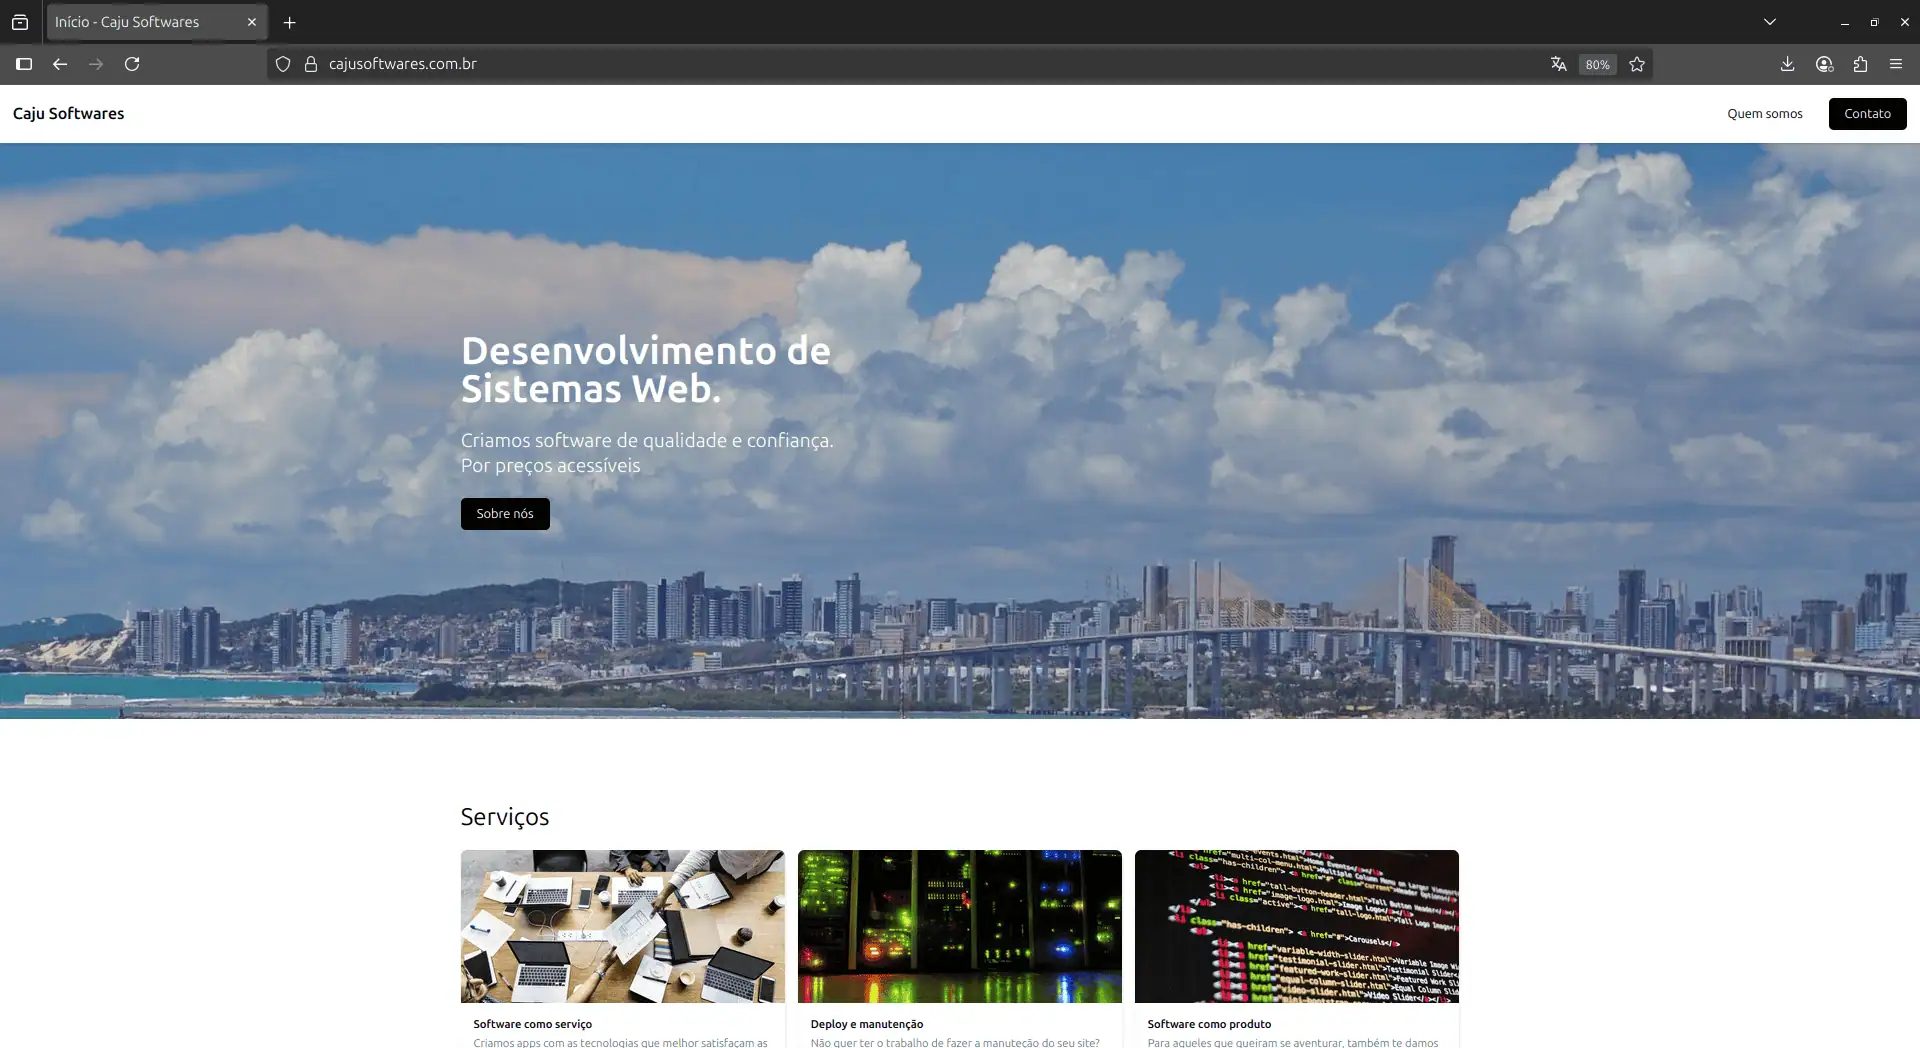 Início - Caju Softwares
cajusoftwares.com.br
80%
Caju Softwares
Quem somos
Contato
Desenvolvimento de
Sistemas Web.
Criamos software de qualidade e confiança.
Por preços acessíveis
Sobre nós
Serviços
Software como serviço
Criamos apps com as tecnologias que melhor satisfaçam as
Deploy e manutenção
Não quer ter o trabalho de fazer a manuteção do seu site?
Software como produto
Para aqueles que queiram se aventurar, também te damos